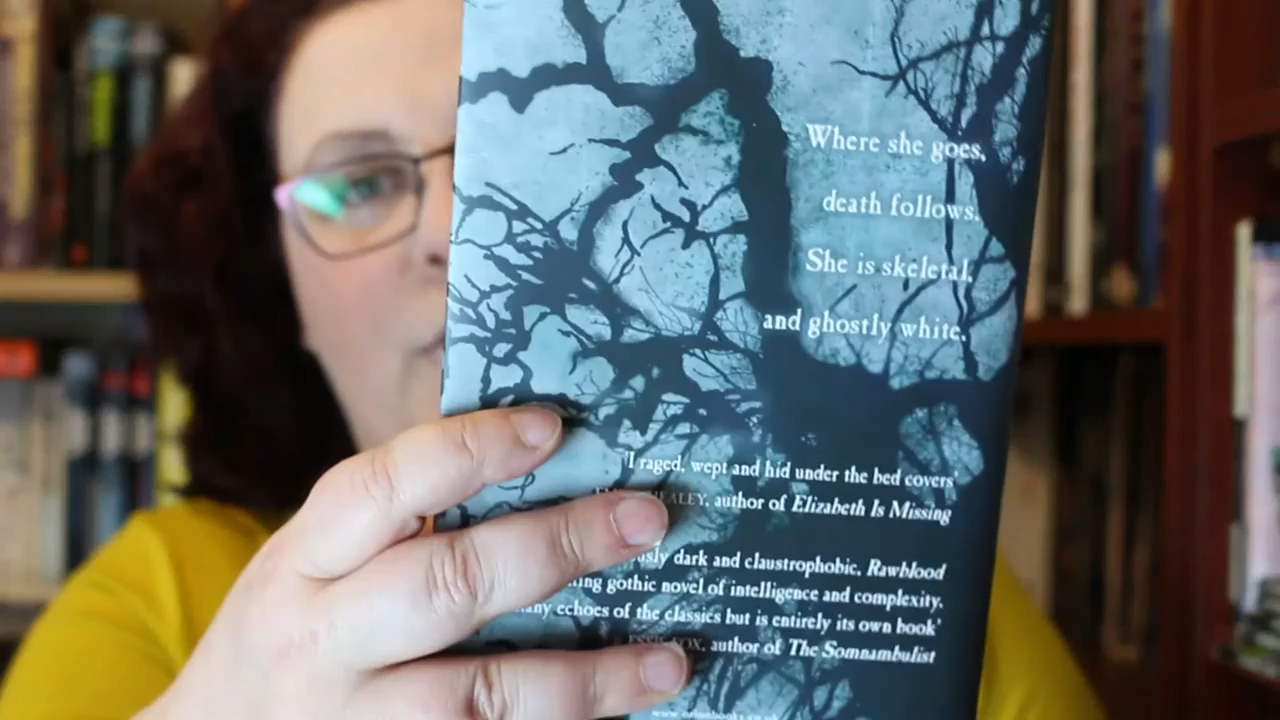 Where she goes,
death follows.
She is skeletal,
and ghostly white.
'I raged, wept and hid under the bed covers'
HEALEY, author of Elizabeth Is Missing
dark and claustrophobic, Rawblood
gothic novel of intelligence and complexity.
echoes of the classics but is entirely its own book'
FOX, author of The Somnambulist